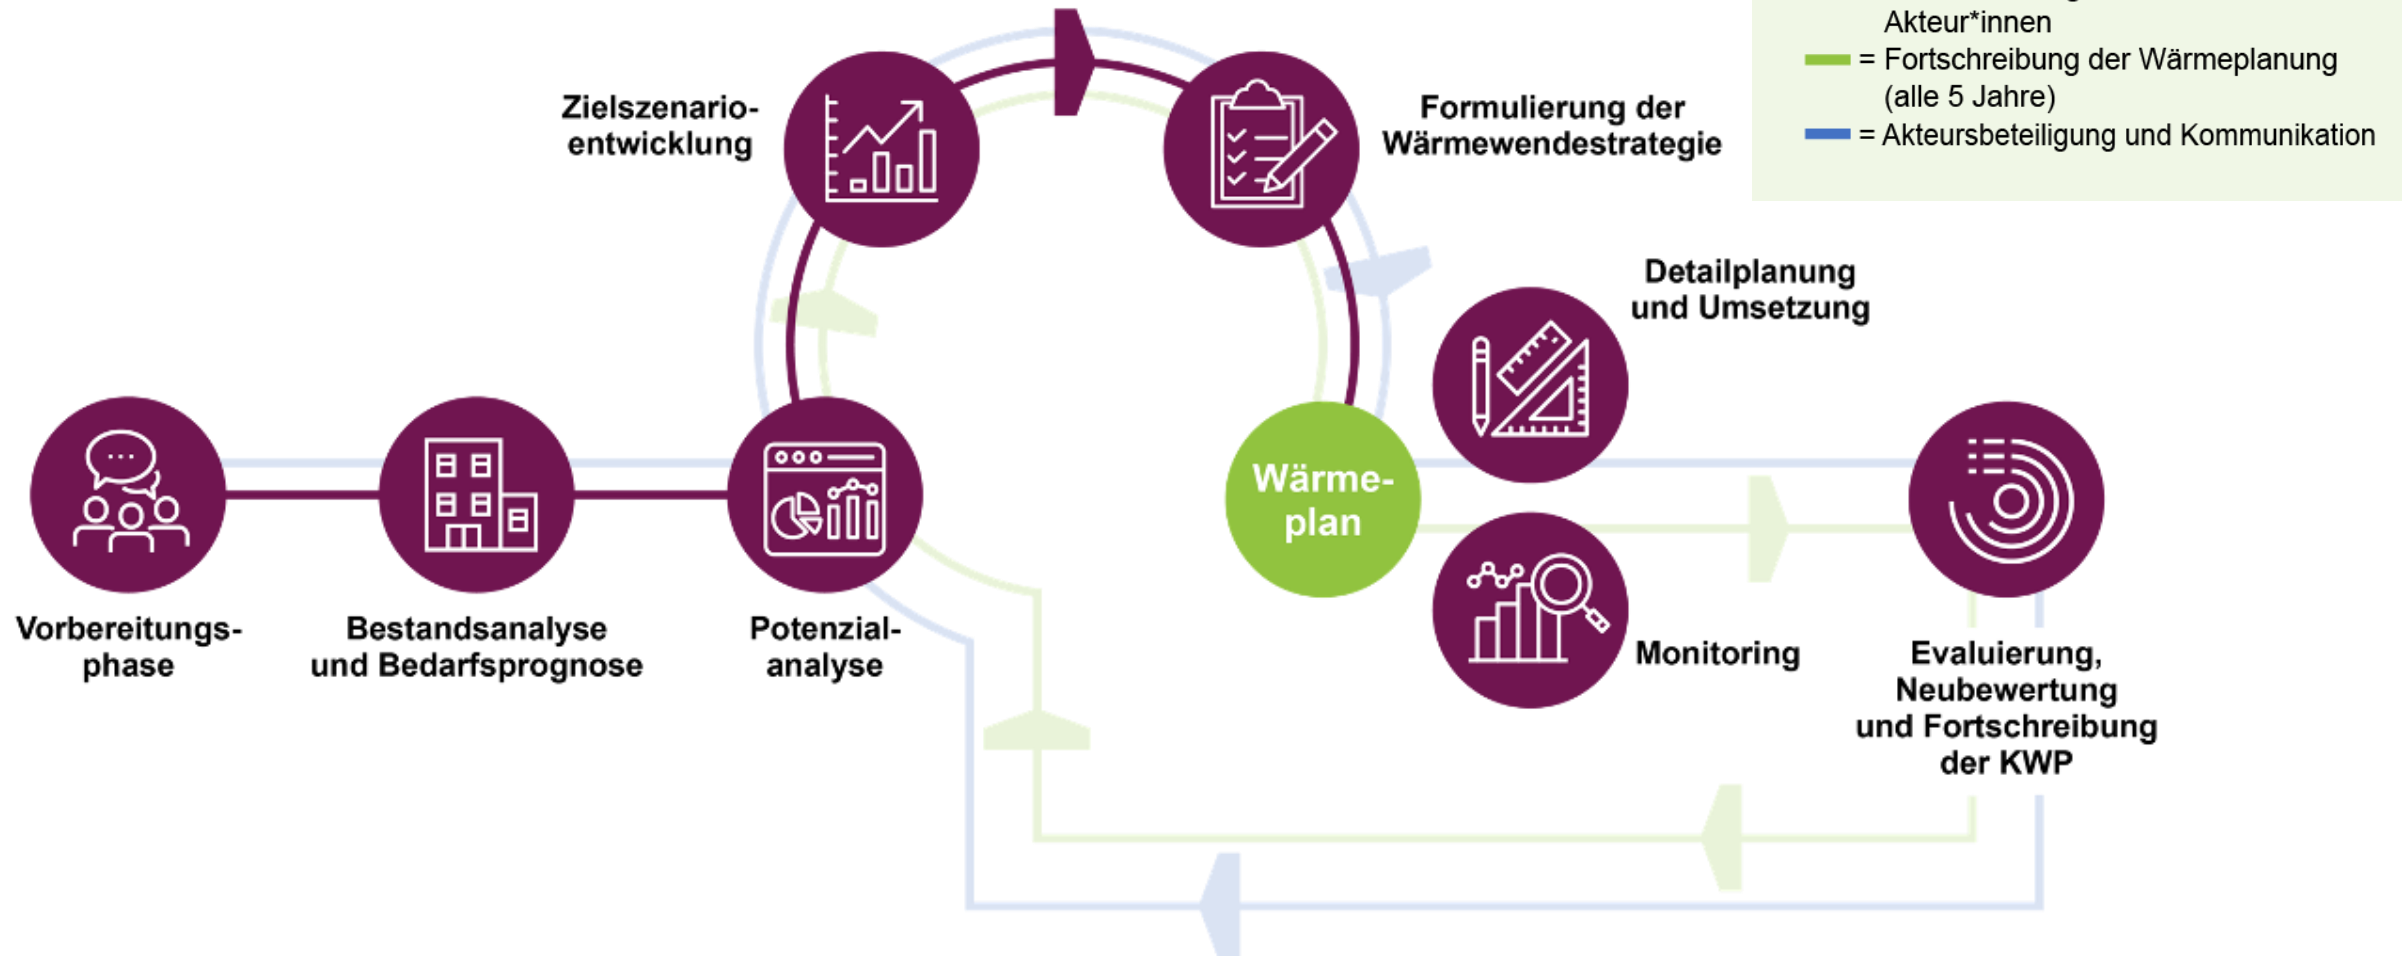 Akteur*innen
= Fortschreibung der Wärmeplanung
(alle 5 Jahre)
= Akteursbeteiligung und Kommunikation
Zielszenario-
entwicklung
Formulierung der
Wärmewendestrategie
Detailplanung
und Umsetzung
Wärme-
plan
Vorbereitungs-
phase
Bestandsanalyse
und Bedarfsprognose
Potenzial-
analyse
Monitoring
Evaluierung,
Neubewertung
und Fortschreibung
der KWP